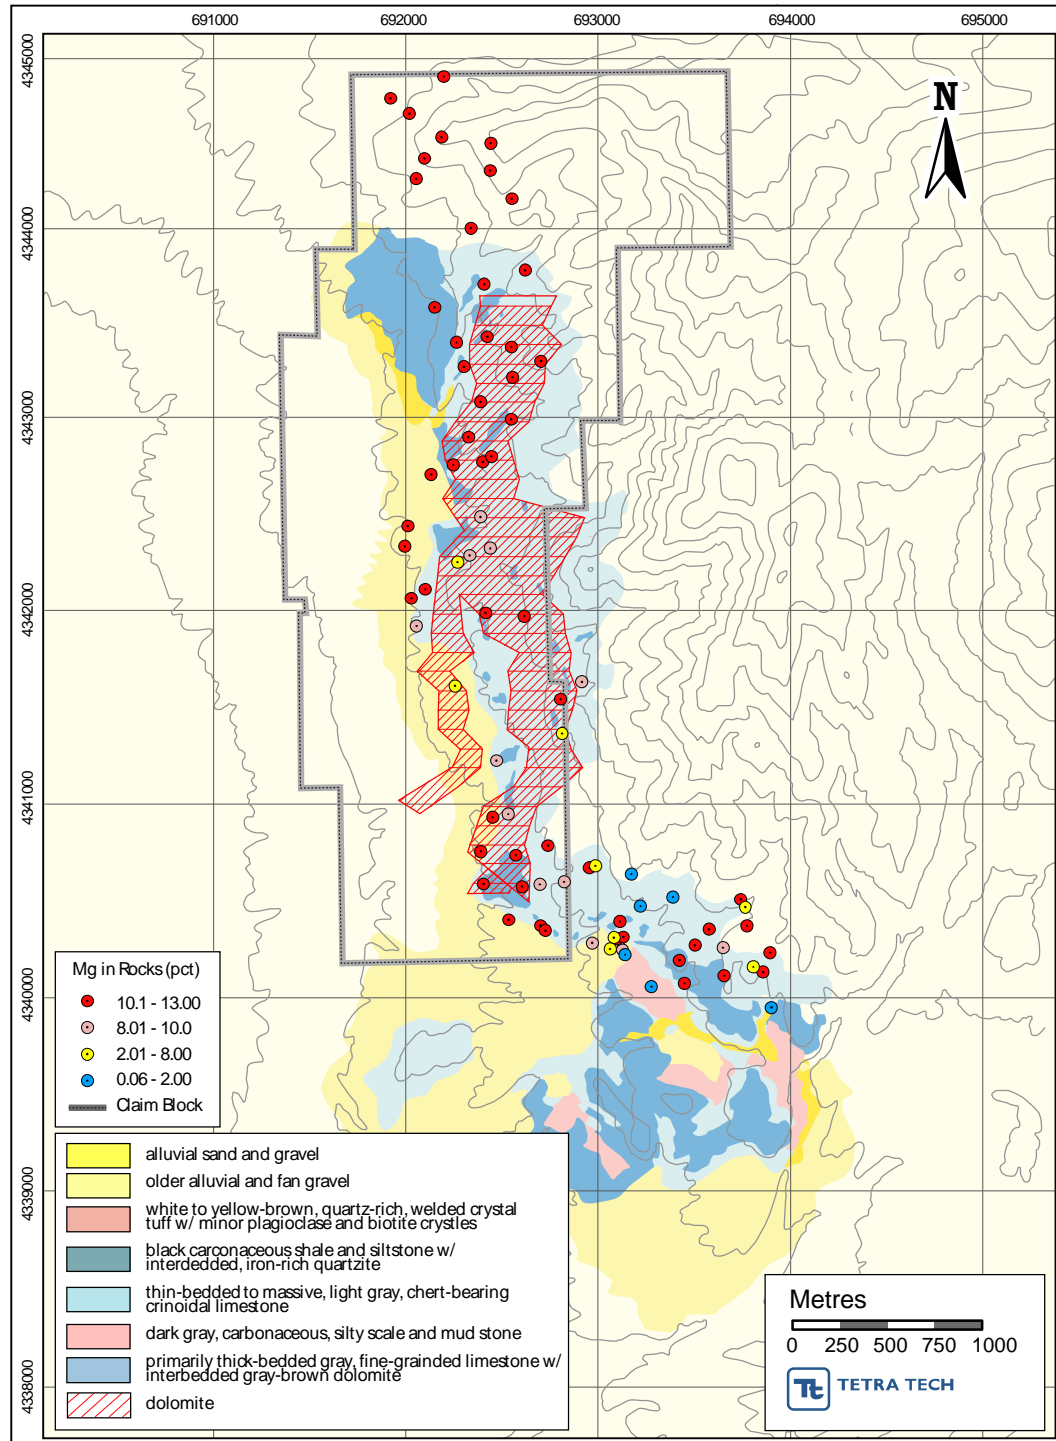 691000 692000 693000 694000 695000
4345000
4344000
4343000
4342000
4341000
4340000
4339000
4338000
N
Mg in Rocks (pct)
10.1 - 13.00
8.01 - 10.0
2.01 - 8.00
0.06 - 2.00
Claim Block
alluvial sand and gravel
older alluvial and fan gravel
white to yellow-brown, quartz-rich, welded crystal
tuff w/ minor plagioclase and biotite crystles
black carconaceous shale and siltstone w/
interdedded, iron-rich quartzite
thin-bedded to massive, light gray, chert-bearing
crinoidal limestone
dark gray, carbonaceous, silty scale and mud stone
primarily thick-bedded gray, fine-grainded limestone w/
interbedded gray-brown dolomite
dolomite
Metres
0 250 500 750 1000
Tt TETRA TECH